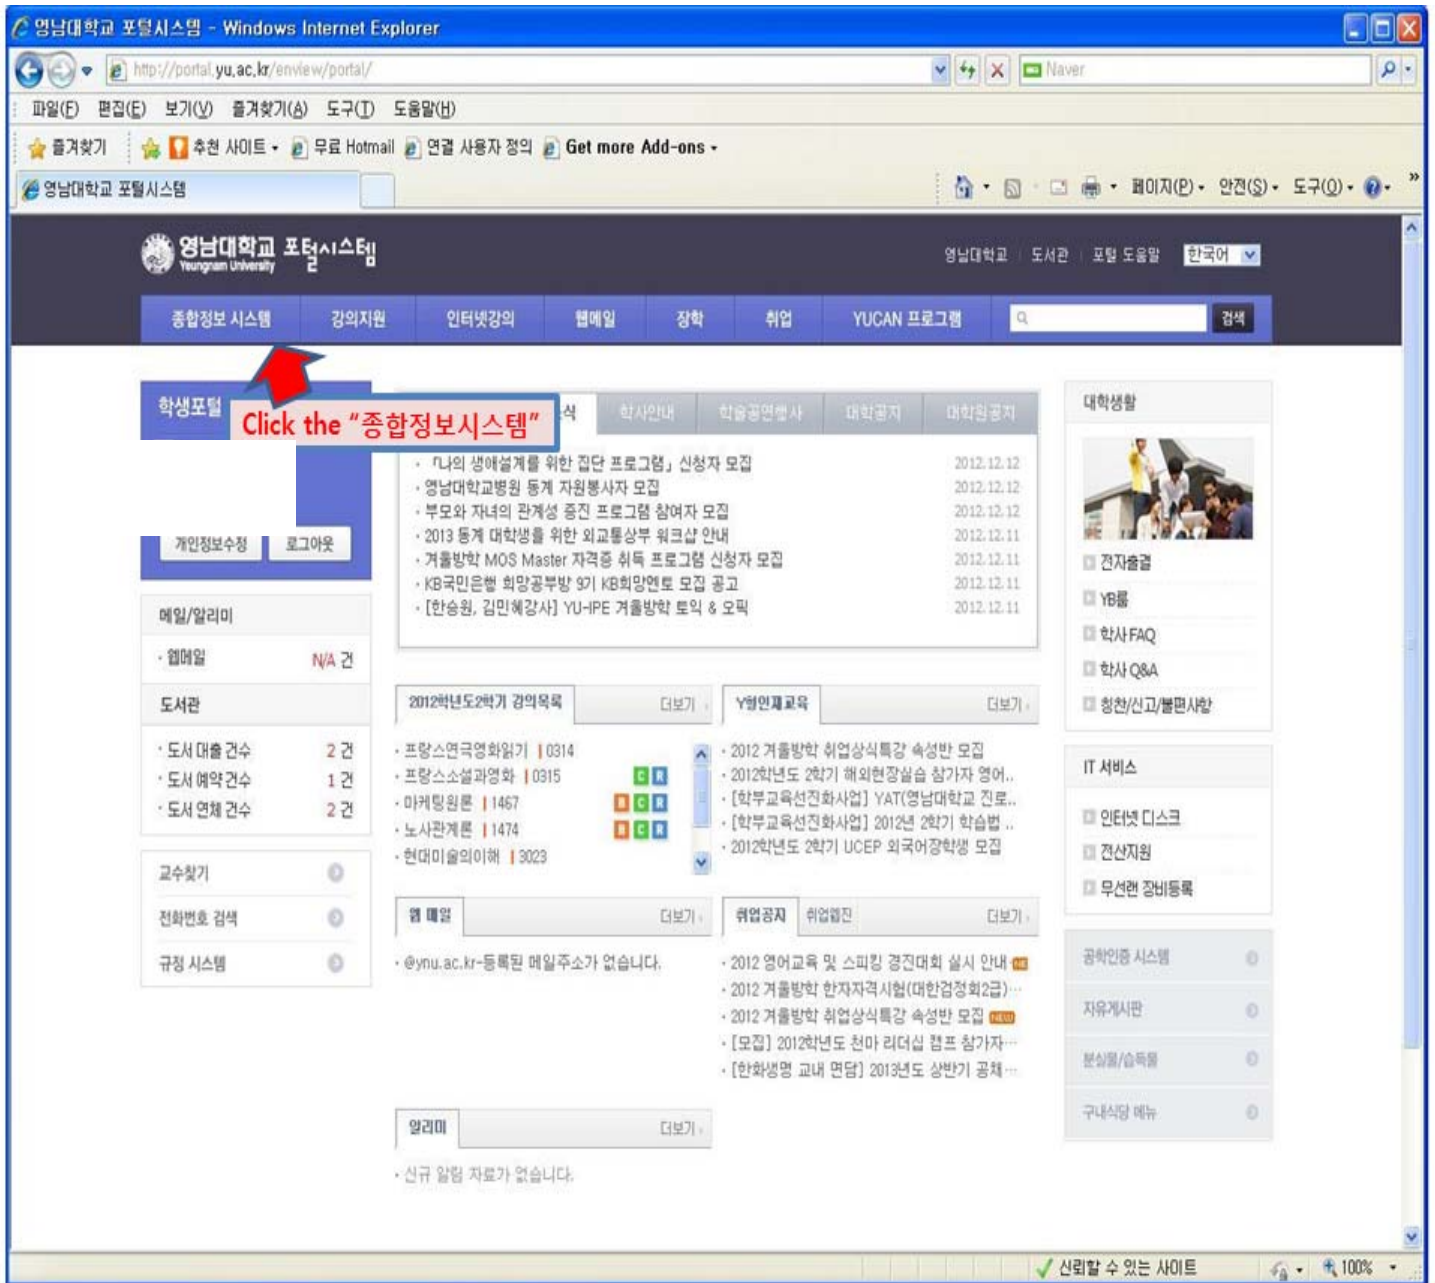 영남대학교 포털시스템 - Windows Internet Explorer
http://portal.yu.ac.kr/enview/portal/
Naver
파일(F) 편집(E) 보기(V) 즐겨찾기(A) 도구(T) 도움말(H)
즐겨찾기 추천 사이트 무료 Hotmail 연결 사용자 정의 Get more Add-ons
영남대학교 포털시스템 페이지(P) 안전(S) 도구(O)
영남대학교 포털시스템
Yeungnam University
영남대학교 도서관 포털 도움말 한국어
종합정보 시스템 강의지원 인터넷강의 웹메일 장학 취업 YUCAN 프로그램 검색
학생포털
Click the “종합정보시스템”
개인정보수정 로그아웃
학사안내 학술공연행사 대학공지 대학원공지
· 「나의 생애설계를 위한 집단 프로그램」 신청자 모집 2012.12.12
· 영남대학교병원 동계 자원봉사자 모집 2012.12.12
· 부모와 자녀의 관계성 증진 프로그램 참여자 모집 2012.12.12
· 2013 동계 대학생을 위한 외교통상부 워크샵 안내 2012.12.11
· 겨울방학 MOS Master 자격증 취득 프로그램 신청자 모집 2012.12.11
· KB국민은행 희망공부방 9기 KB희망멘토 모집 공고 2012.12.11
· [한승원, 김민혜강사] YU-IPE 겨울방학 토익 & 오픽 2012.12.11
메일/알리미
· 웹메일 N/A 건
도서관
· 도서 대출 건수 2 건
· 도서 예약 건수 1 건
· 도서 연체 건수 2 건
교수찾기
전화번호 검색
규정 시스템
2012학년도2학기 강의목록 더보기
· 프랑스연극영화읽기 | 0314
· 프랑스소설과영화 | 0315 C R
· 마케팅원론 | 1467 R C R
· 노사관계론 | 1474 R C R
· 현대미술의이해 | 3023
Y형인재교육 더보기
· 2012 겨울방학 취업상식특강 속성반 모집
· 2012학년도 2학기 해외현장실습 참가자 영어..
· [학부교육선진화사업] YAT(영남대학교 진로..
· [학부교육선진화사업] 2012년 2학기 학습법 ..
· 2012학년도 2학기 UCEP 외국어장학생 모집
웹 메일 더보기
· @ynu.ac.kr-등록된 메일주소가 없습니다.
취업공지 취업웹진 더보기
· 2012 영어교육 및 스피킹 경진대회 실시 안내 NE
· 2012 겨울방학 한자자격시험(대한검정회2급)…
· 2012 겨울방학 취업상식특강 속성반 모집 NEW
· [모집] 2012학년도 천마 리더십 캠프 참가자…
· [한화생명 교내 면담] 2013년도 상반기 공채 …
알리미 더보기
· 신규 알림 자료가 없습니다.
대학생활
전자출결
YB룸
학사 FAQ
학사 Q&A
칭찬/신고/불편사항
IT 서비스
인터넷 디스크
전산지원
무선랜 장비등록
공학인증 시스템
자유게시판
분실물/습득물
구내식당 메뉴
신뢰할 수 있는 사이트 100%